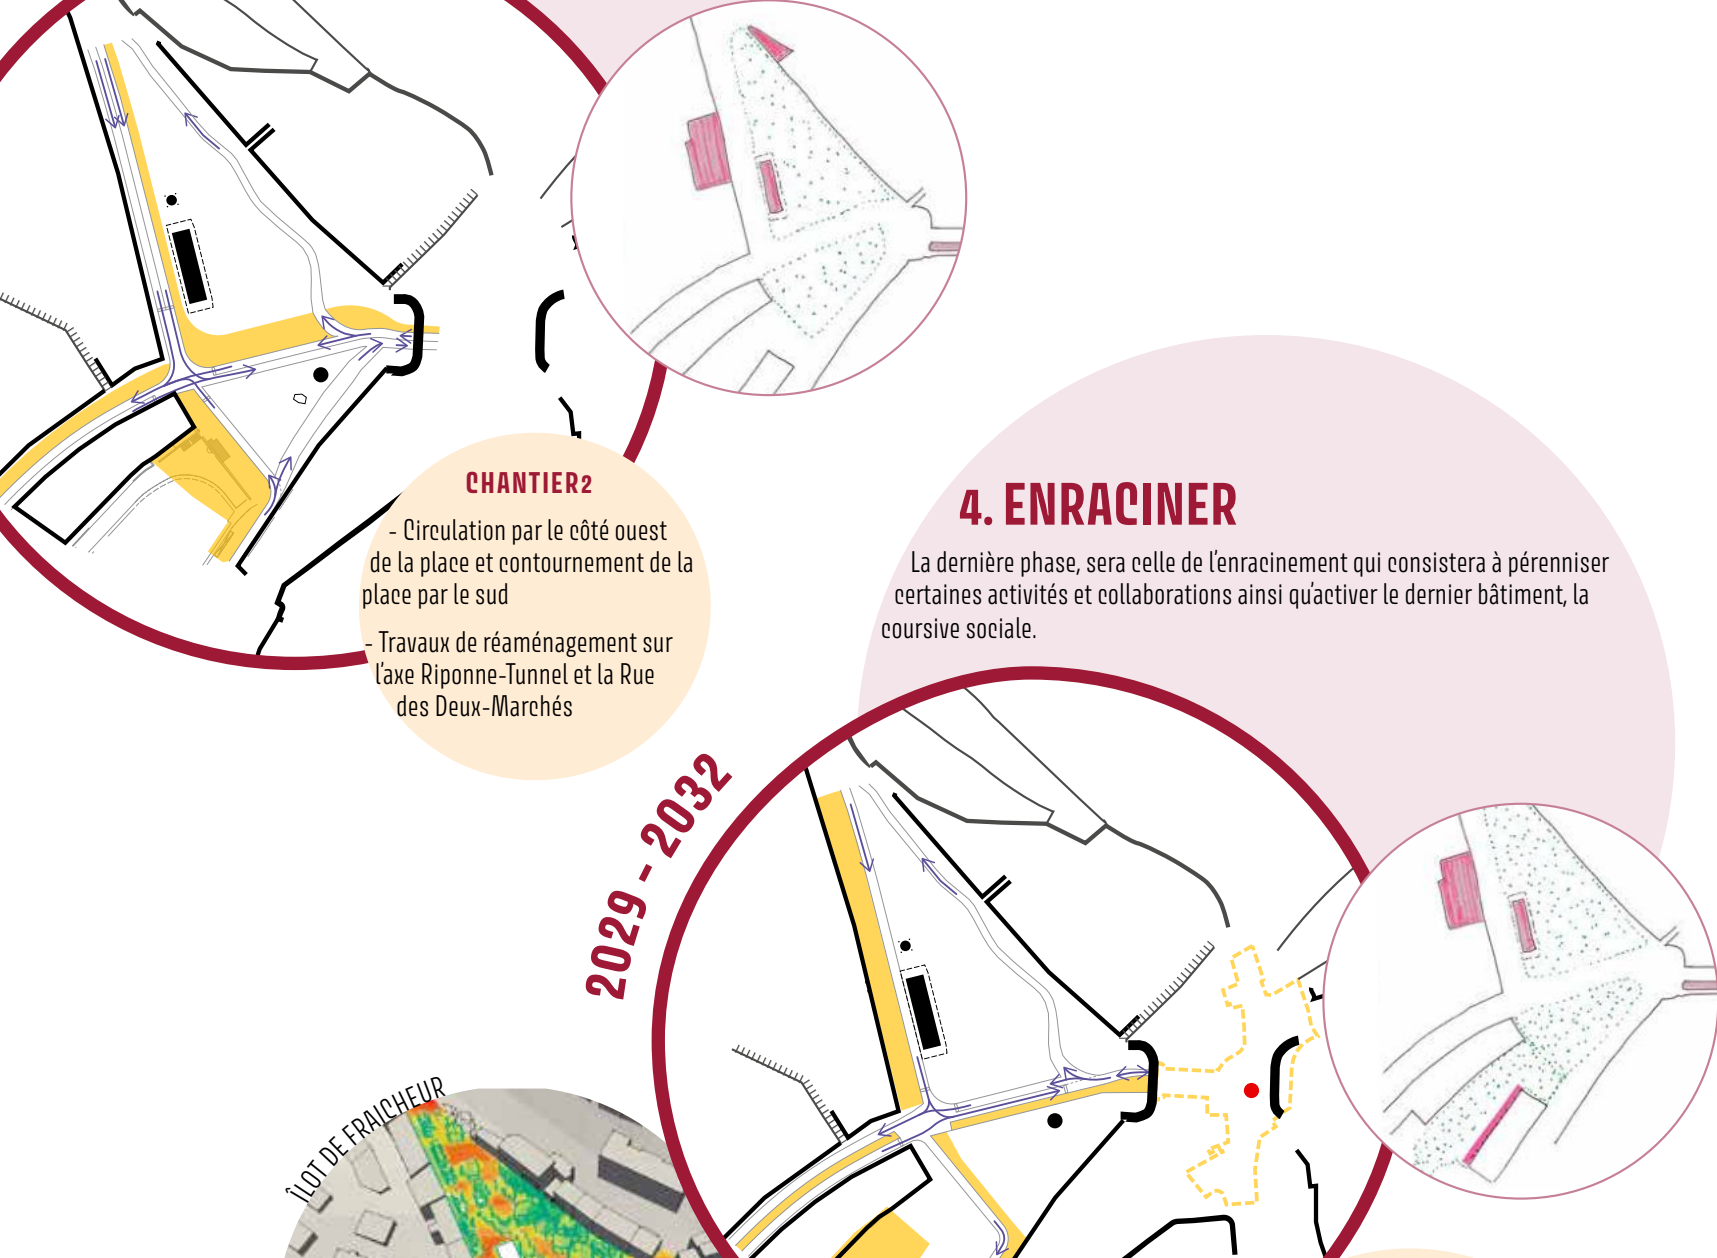 CHANTIER2
- Circulation par le côté ouest
de la place et contournement de la
place par le sud
- Travaux de réaménagement sur
l'axe Riponne-Tunnel et la Rue
des Deux-Marchés
4. ENRACINER
La dernière phase, sera celle de l'enracinement qui consistera à pérenniser
certaines activités et collaborations ainsi qu'activer le dernier bâtiment, la
coursive sociale.
2029 - 2032
ÎLOT DE FRAICHEUR